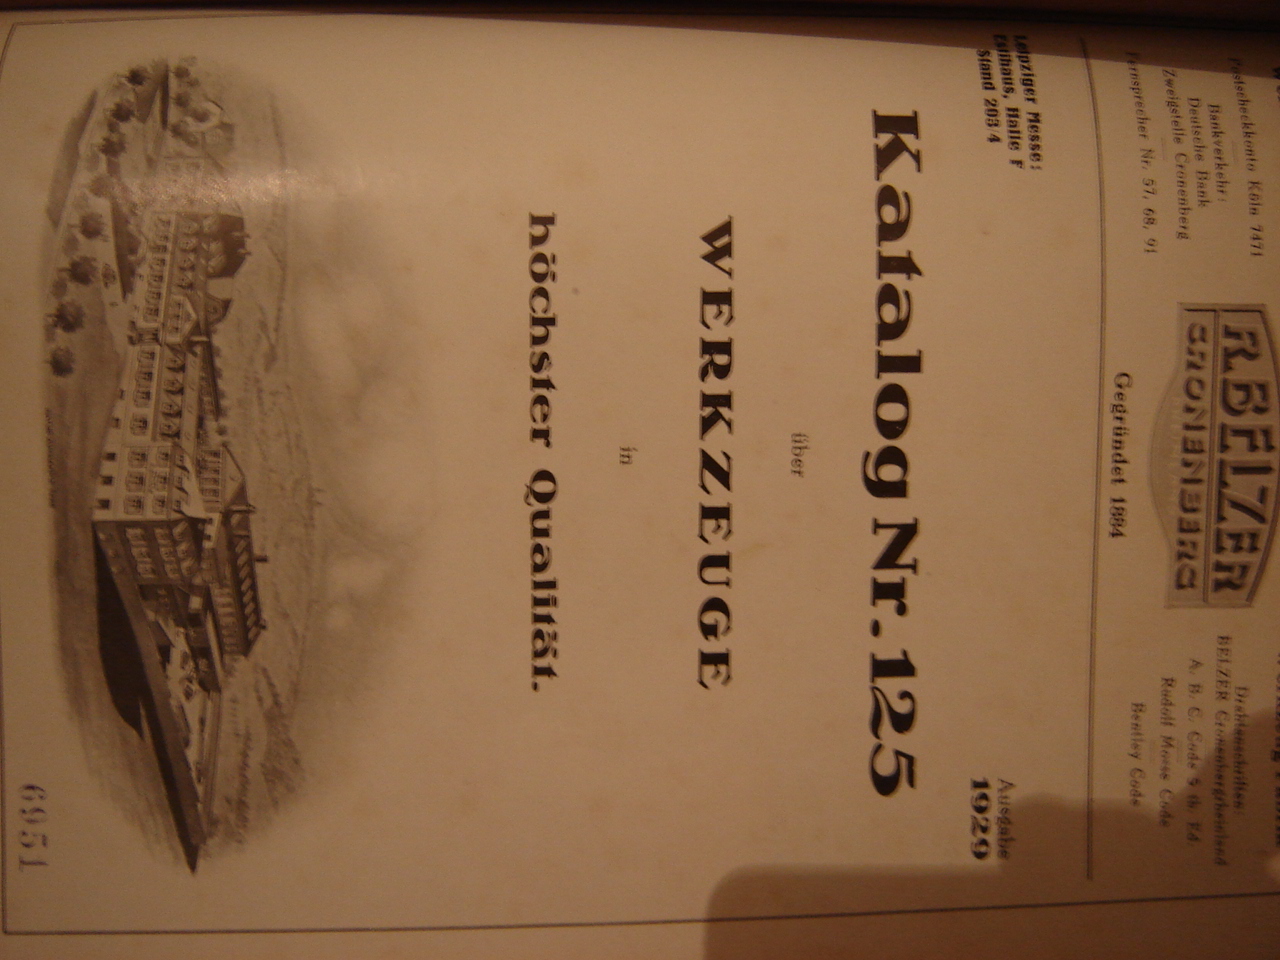 Postscheckkonto Köln 7471
Bankverkehr:
Deutsche Bank
Zweigstelle Cronenberg
Fernsprecher Nr. 57, 68, 91
R. BELZER
CRONENBERG
Gegründet 1884
Drahtanschriften:
BELZER Cronenbergrheinland
A. B. C. Code 5 th. Ed.
Rudolf Mosse Code
Bentley Code
Leipziger Messe:
Halle F
Stand 203/4
Ausgabe
1929
Katalog Nr. 125
über
WERKZEUGE
in
höchster Qualität.
6951